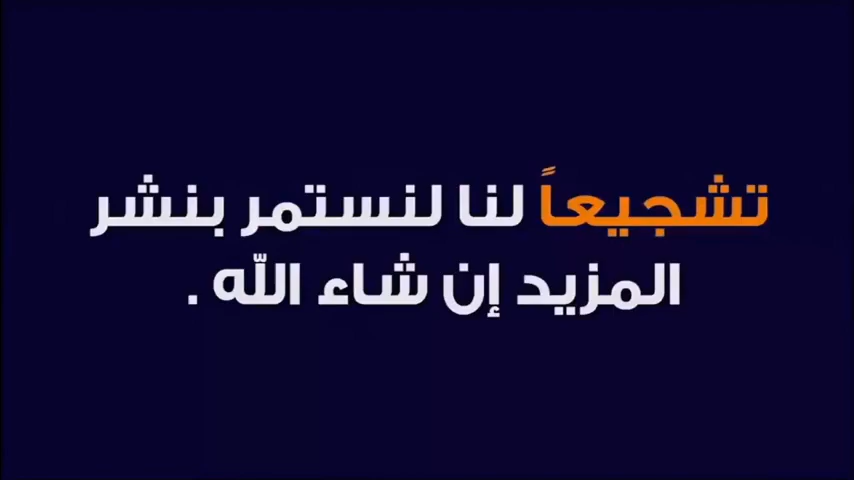 تشجيعاً لنا لنستمر بنشر
المزيد إن شاء الله .